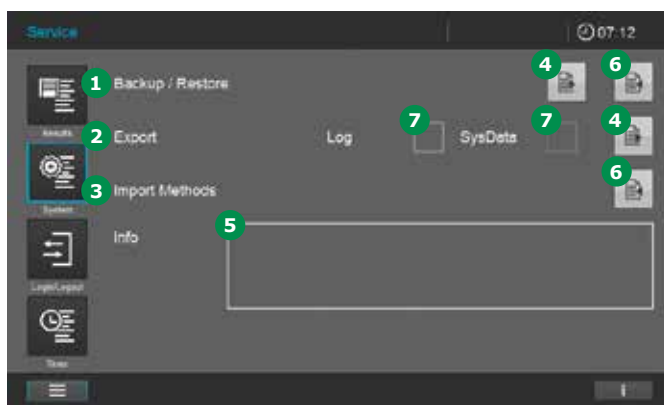 Service 07:12
4 6
1 Backup / Restore
Results
7 7 4
2 Export Log SysData
6
3 Import Methods
System
5
Info
Login/Logout
Timer
i